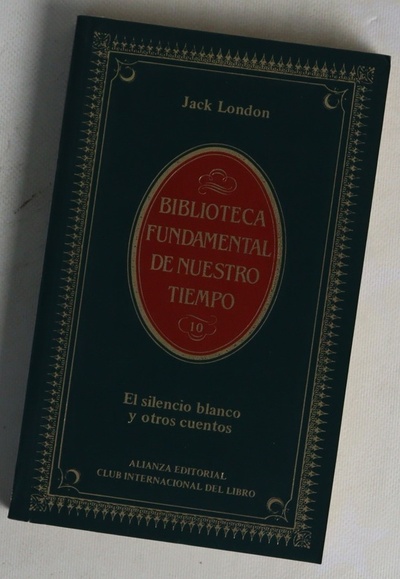 Jack London
BIBLIOTECA
FUNDAMENTAL
DE NUESTRO
TIEMPO
10
El silencio blanco
y otros cuentos
ALIANZA EDITORIAL
CLUB INTERNACIONAL DEL LIBRO